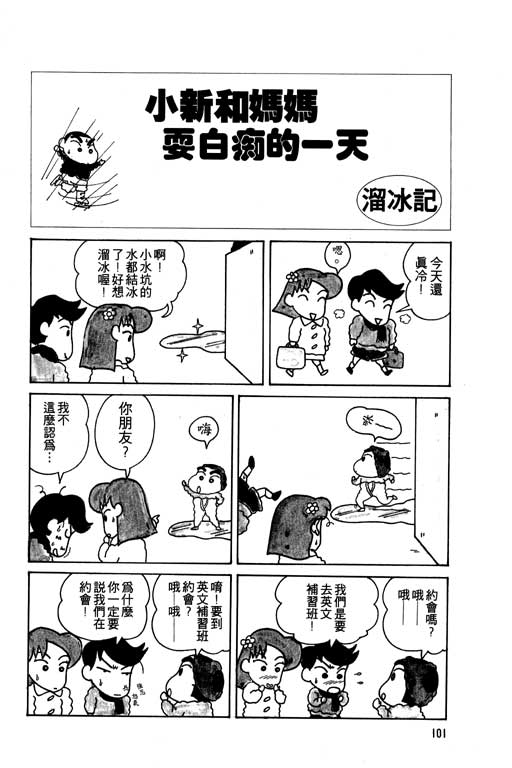 小新和媽媽
耍白痴的一天
溜冰記
今天還
真冷！
嗯。
啊！
小水坑的
水都結冰
了！好想
溜冰喔！
嗨
你朋友？
我不
這麼認爲…
約會嗎？
哦—哦—
我們是要
去英文
補習班
唷！要到
英文補習班
約會？
哦—哦—
爲什麼
你一定要
說我們在
約會！
101